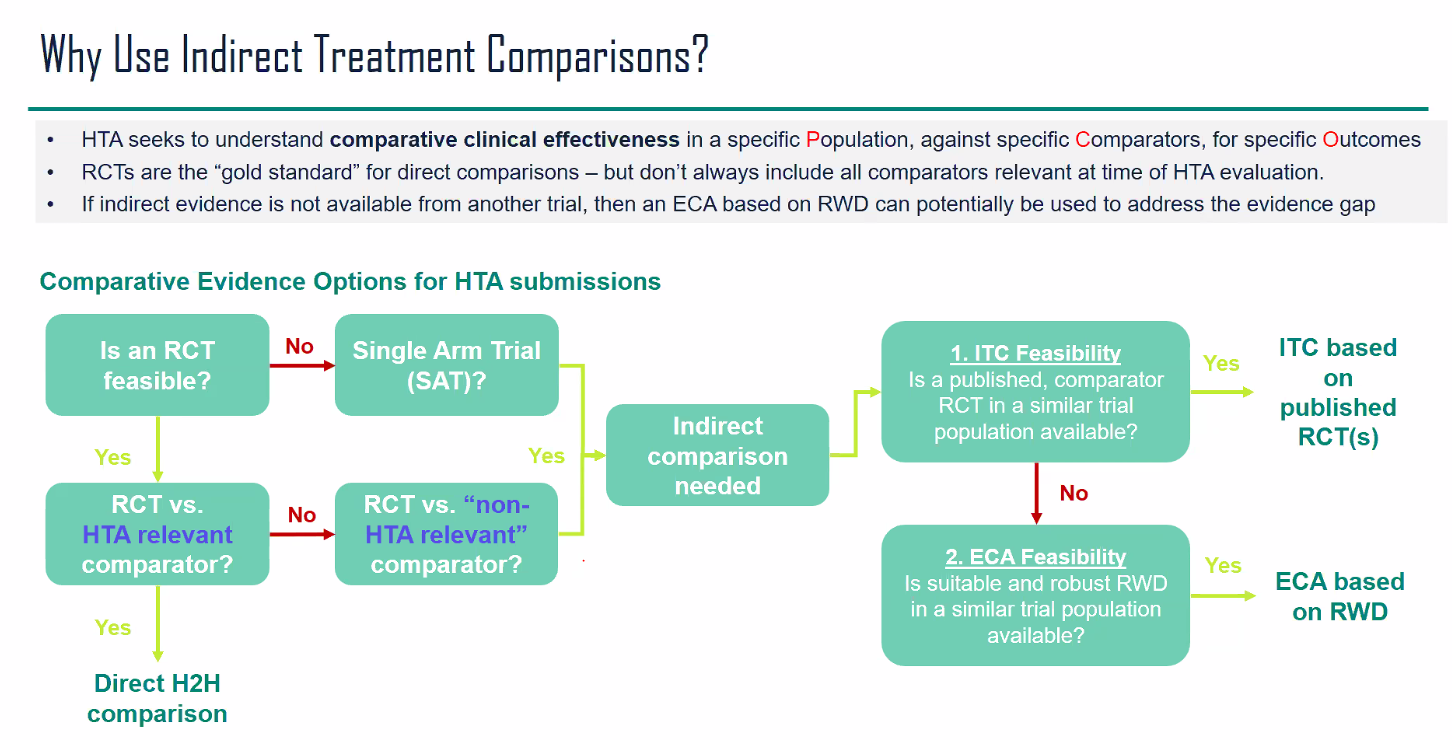 Why Use Indirect Treatment Comparisons?
• HTA seeks to understand comparative clinical effectiveness in a specific Population, against specific Comparators, for specific Outcomes
• RCTs are the “gold standard” for direct comparisons – but don’t always include all comparators relevant at time of HTA evaluation.
• If indirect evidence is not available from another trial, then an ECA based on RWD can potentially be used to address the evidence gap
Comparative Evidence Options for HTA submissions
Is an RCT
feasible?
No
Single Arm Trial
(SAT)?
Yes
RCT vs.
HTA relevant
comparator?
No
RCT vs. “non-
HTA relevant”
comparator?
Yes
Direct H2H
comparison
Yes
Indirect
comparison
needed
1. ITC Feasibility
Is a published, comparator
RCT in a similar trial
population available?
Yes
ITC based
on
published
RCT(s)
No
2. ECA Feasibility
Is suitable and robust RWD
in a similar trial population
available?
Yes
ECA based
on RWD